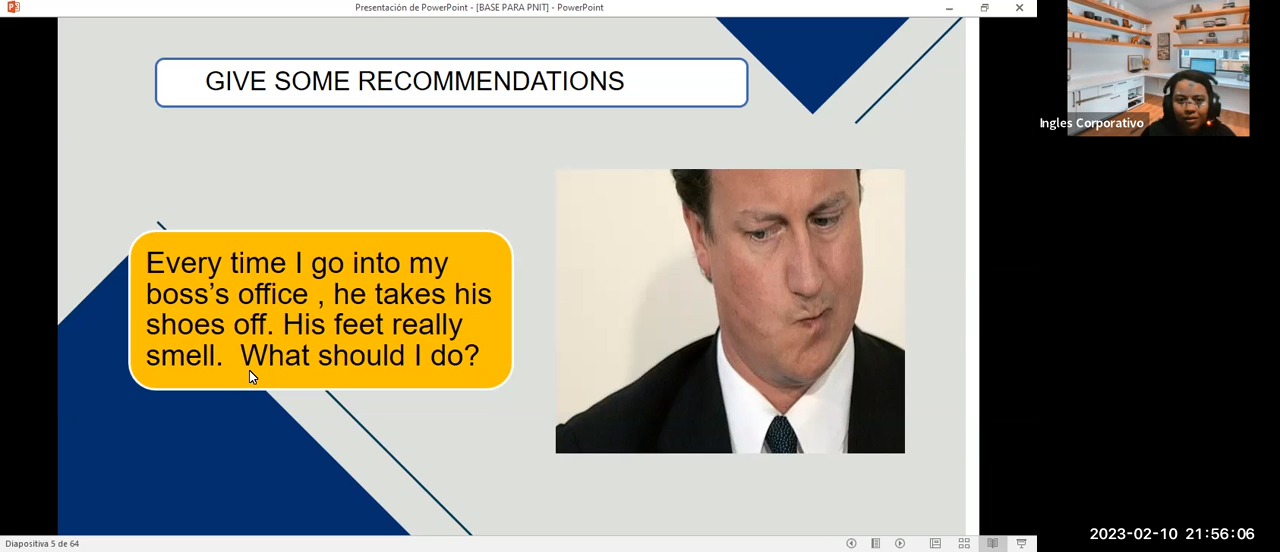 Presentación de PowerPoint - [BASE PARA PNIT] - PowerPoint
GIVE SOME RECOMMENDATIONS
Every time I go into my
boss’s office , he takes his
shoes off. His feet really
smell.  What should I do?
Ingles Corporativo
Diapositiva 5 de 64
2023-02-10 21:56:06